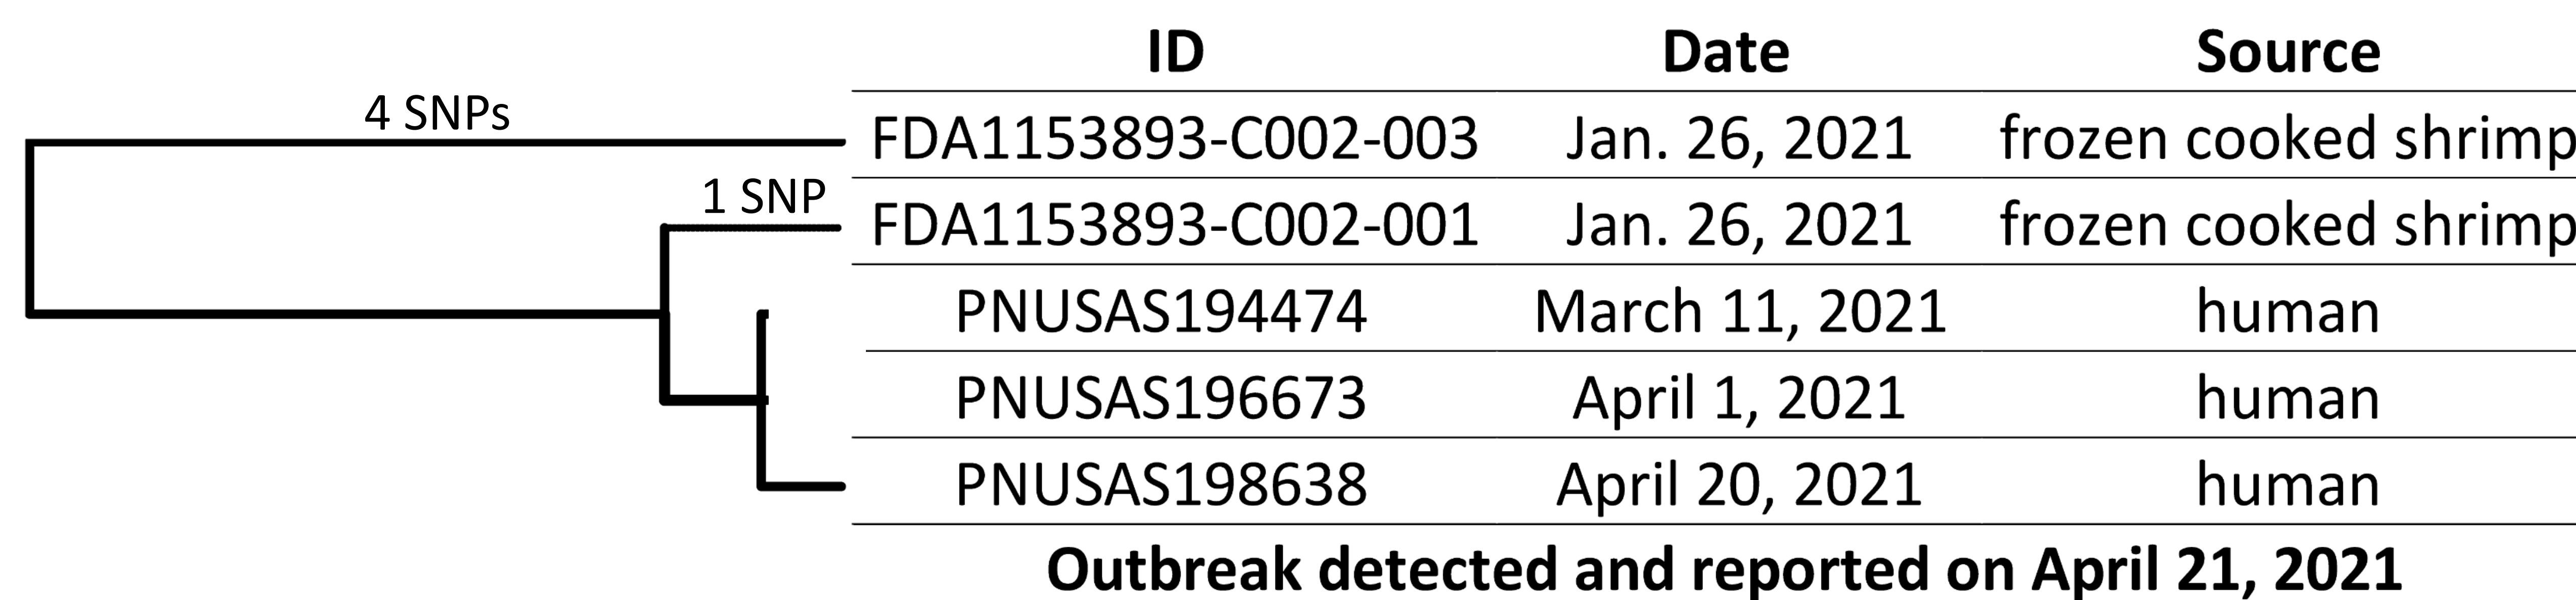 ID Date Source
4 SNPs
FDA1153893-C002-003 Jan. 26, 2021 frozen cooked shrimp
1 SNP
FDA1153893-C002-001 Jan. 26, 2021 frozen cooked shrimp
PNUSAS194474 March 11, 2021 human
PNUSAS196673 April 1, 2021 human
PNUSAS198638 April 20, 2021 human
Outbreak detected and reported on April 21, 2021